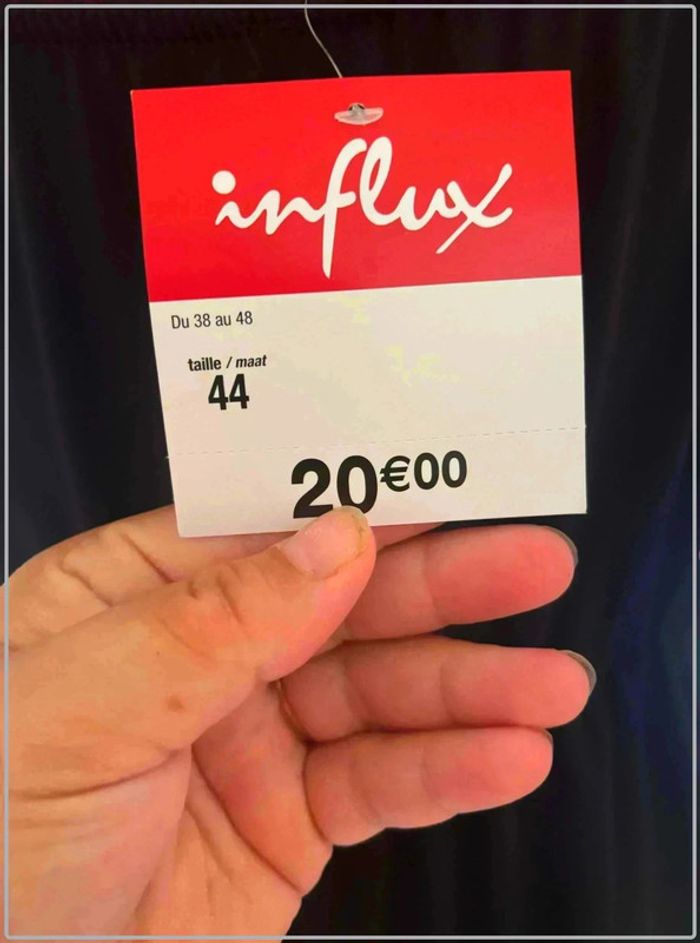 influx
Du 38 au 48
taille / maat
44
20€00